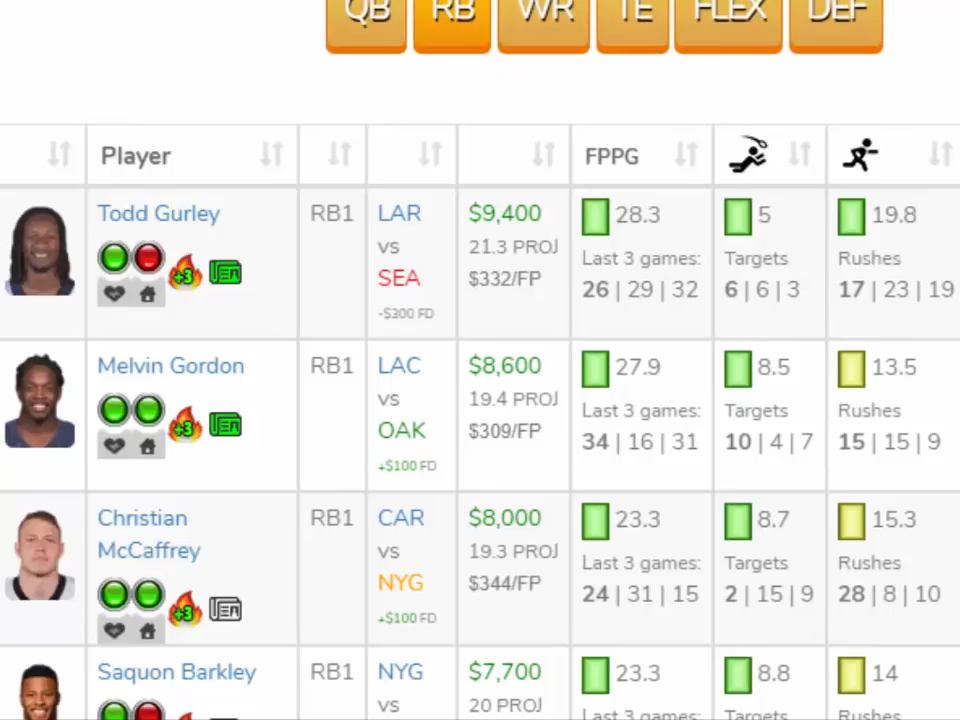 QB RB WR TE FLEX DEF
Player FPPG
Todd Gurley RB1 LAR $9,400 28.3 5 19.8
vs 21.3 PROJ Last 3 games: Targets Rushes
+3 SEA $332/FP 26 | 29 | 32 6 | 6 | 3 17 | 23 | 19
-$300 FD
Melvin Gordon RB1 LAC $8,600 27.9 8.5 13.5
vs 19.4 PROJ Last 3 games: Targets Rushes
+3 OAK $309/FP 34 | 16 | 31 10 | 4 | 7 15 | 15 | 9
+$100 FD
Christian RB1 CAR $8,000 23.3 8.7 15.3
McCaffrey vs 19.3 PROJ Last 3 games: Targets Rushes
+3 NYG $344/FP 24 | 31 | 15 2 | 15 | 9 28 | 8 | 10
+$100 FD
Saquon Barkley RB1 NYG $7,700 23.3 8.8 14
vs 20 PROJ Last 3 games: Targets Rushes